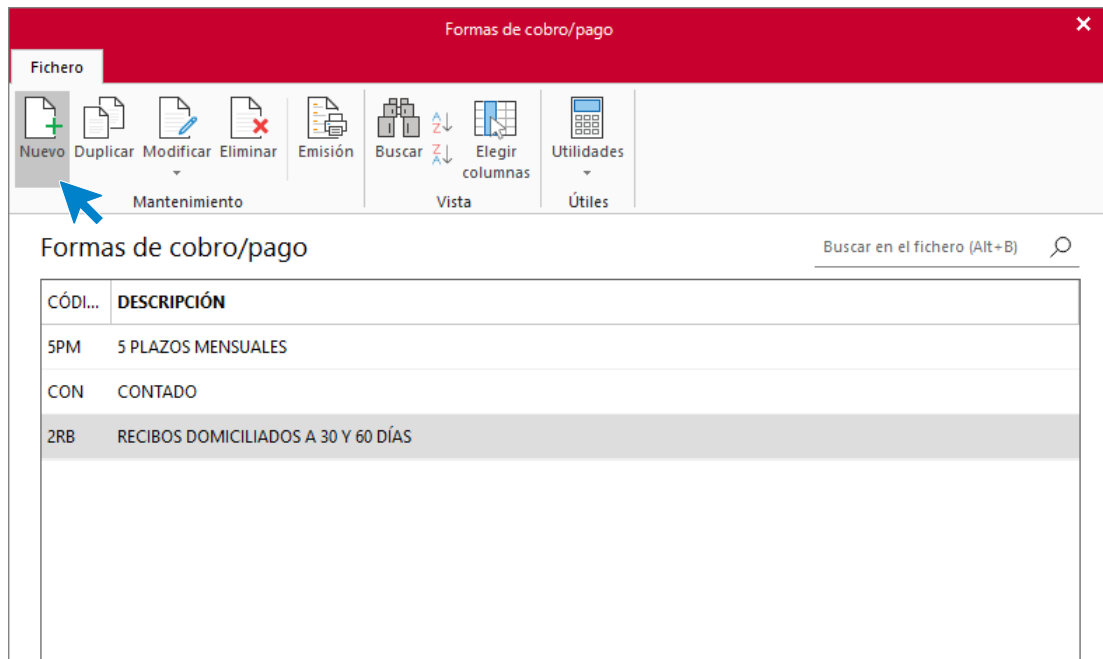 Formas de cobro/pago
Fichero
Nuevo Duplicar Modificar Eliminar Emisión Buscar Elegir columnas Utilidades
Mantenimiento Vista Útiles
Formas de cobro/pago Buscar en el fichero (Alt+B)
CÓDI... DESCRIPCIÓN
5PM 5 PLAZOS MENSUALES
CON CONTADO
2RB RECIBOS DOMICILIADOS A 30 Y 60 DÍAS